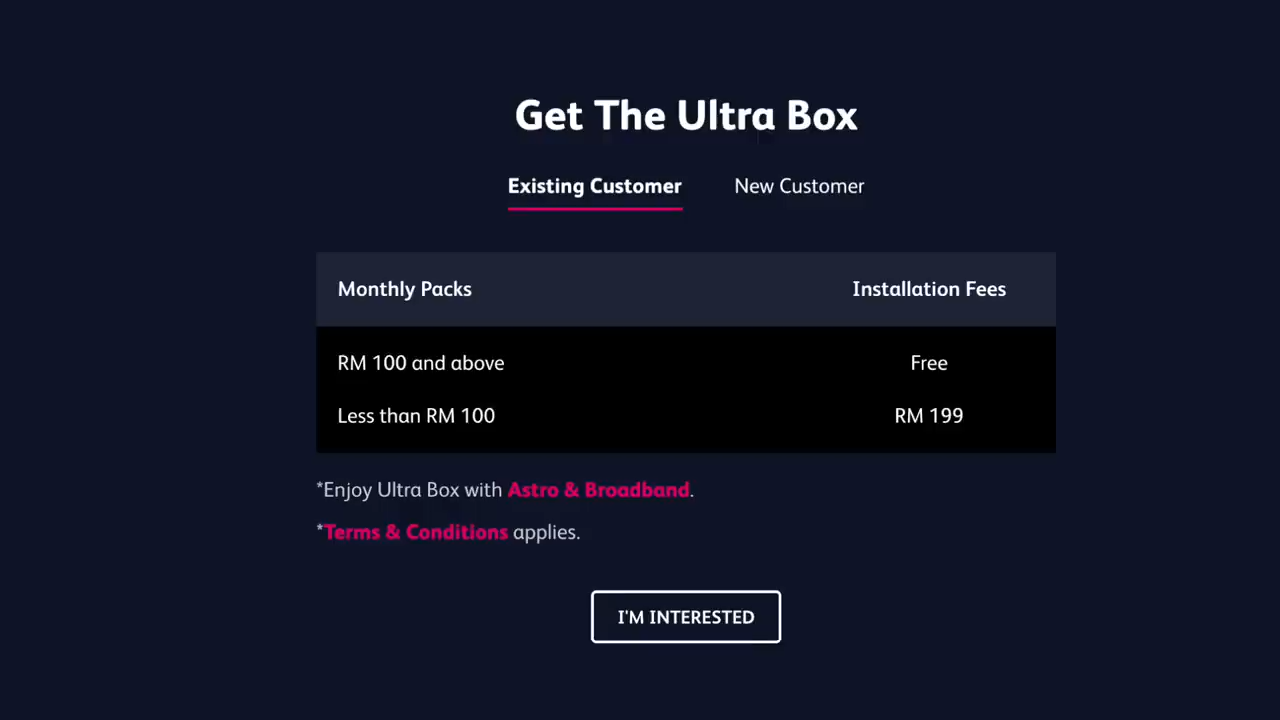 Get The Ultra Box
Existing Customer New Customer
Monthly Packs Installation Fees
RM 100 and above Free
Less than RM 100 RM 199
*Enjoy Ultra Box with Astro & Broadband.
*Terms & Conditions applies.
I'M INTERESTED